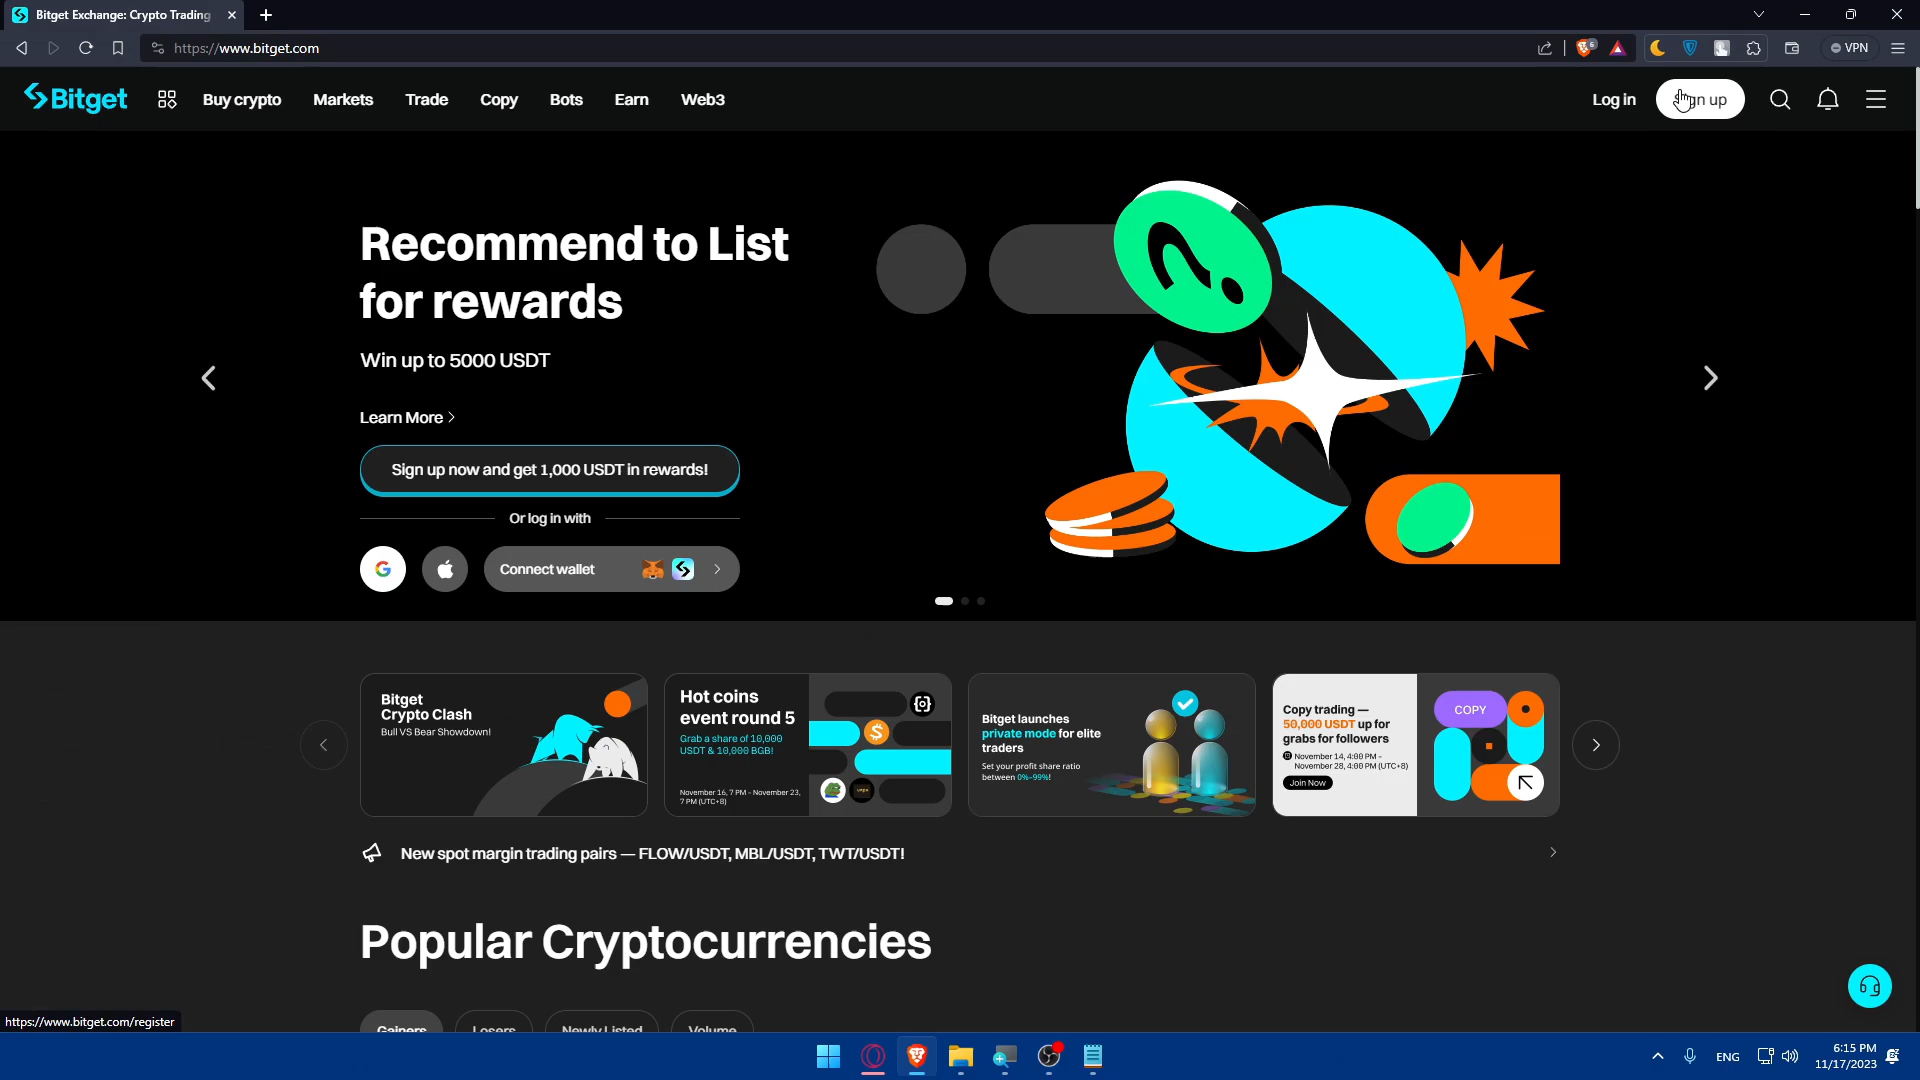 Bitget Exchange: Crypto Trading
https://www.bitget.com
VPN
Bitget
Buy crypto
Markets
Trade
Copy
Bots
Earn
Web3
Log in
Recommend to List
for rewards
Win up to 5000 USDT
Learn More
Sign up now and get 1,000 USDT in rewards!
Or log in with
Connect wallet
Bitget
Crypto Clash
Bull VS Bear Showdown!
Hot coins
event round 5
Grab a share of 10,000
USDT & 10,000 BGB!
November 16, 7 PM – November 23,
7 PM (UTC+8)
Bitget launches
private mode for elite
traders
Set your profit share ratio
between 0%-99%!
Copy trading —
50,000 USDT up for
grabs for followers
November 14, 4:00 PM –
November 28, 4:00 PM (UTC+8)
Join Now
COPY
New spot margin trading pairs — FLOW/USDT, MBL/USDT, TWT/USDT!
Popular Cryptocurrencies
Gainers
Losers
Newly Listed
Volume
https://www.bitget.com/register
ENG
6:15 PM
11/17/2023